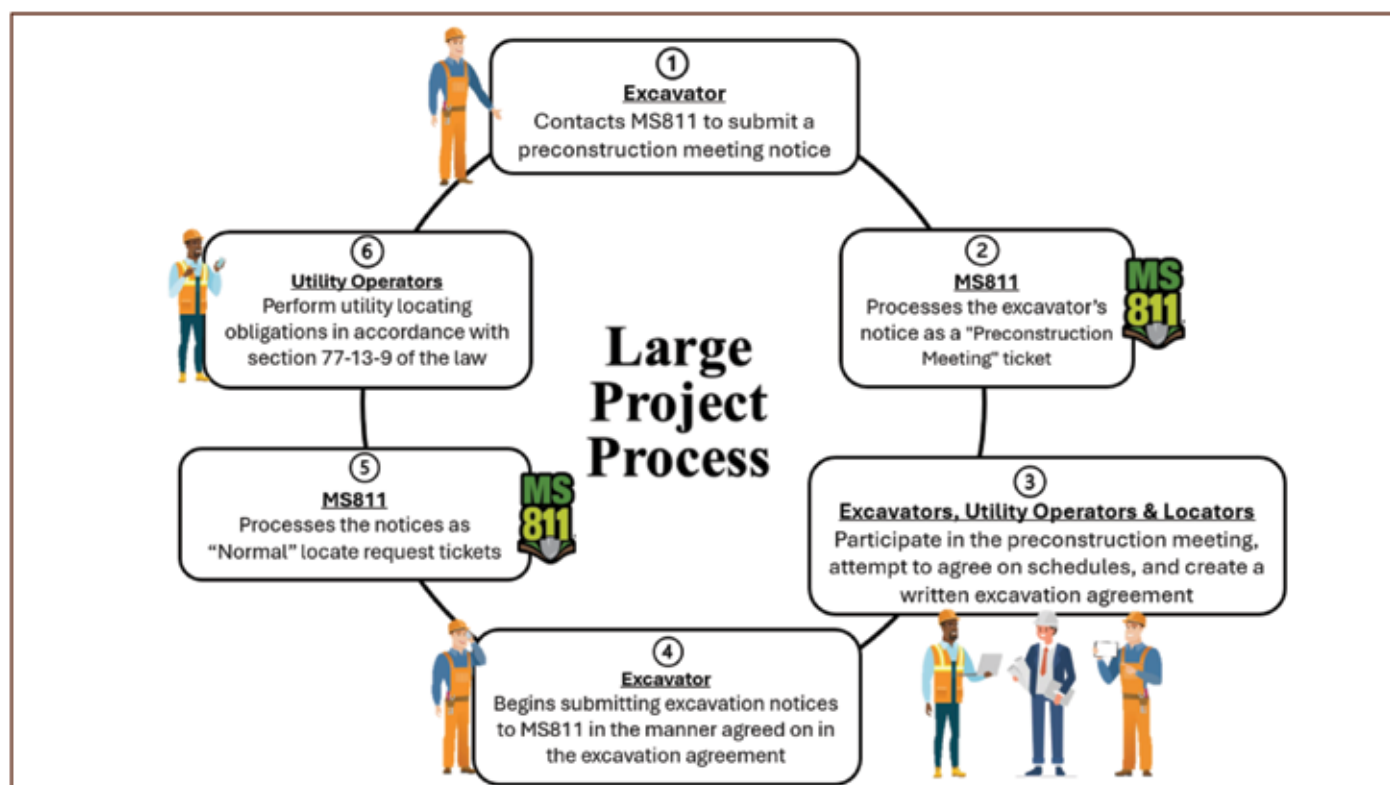 1
Excavator
Contacts MS811 to submit a
preconstruction meeting notice
2
MS811
Processes the excavator's
notice as a "Preconstruction
Meeting" ticket
MS
811
3
Excavators, Utility Operators & Locators
Participate in the preconstruction meeting,
attempt to agree on schedules, and create a
written excavation agreement
4
Excavator
Begins submitting excavation notices
to MS811 in the manner agreed on in
the excavation agreement
5
MS811
Processes the notices as
“Normal” locate request tickets
MS
811
6
Utility Operators
Perform utility locating
obligations in accordance with
section 77-13-9 of the law
Large
Project
Process